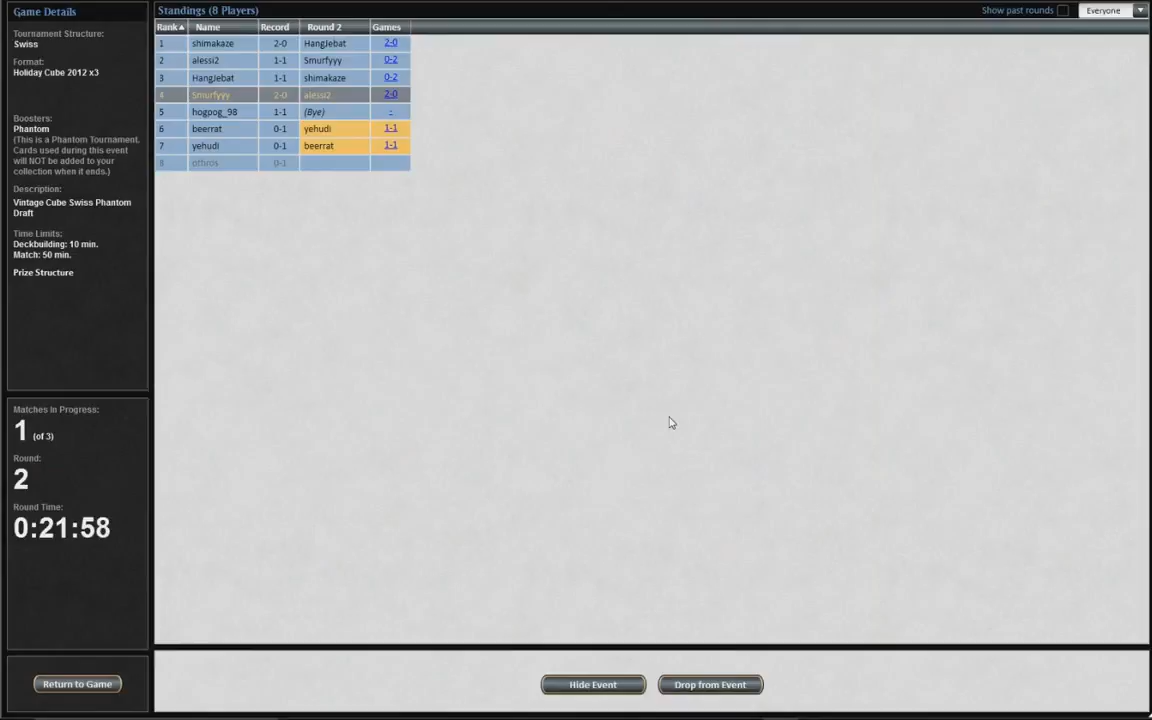 Game Details
Tournament Structure:
Swiss
Format:
Holiday Cube 2012 x3
Boosters:
Phantom
(This is a Phantom Tournament.
Cards used during this event
will NOT be added to your
collection when it ends.)
Description:
Vintage Cube Swiss Phantom
Draft
Time Limits:
Deckbuilding: 10 min.
Match: 50 min.
Prize Structure
Matches In Progress:
1 (of 3)
Round:
2
Round Time:
0:21:58
Return to Game
Standings (8 Players)
Show past rounds
Everyone
Rank Name Record Round 2 Games
1 shimakaze 2-0 HangJebat 2-0
2 alessi2 1-1 Smurfyyy 0-2
3 HangJebat 1-1 shimakaze 0-2
4 Smurfyyy 2-0 alessi2 2-0
5 hogpog_98 1-1 (Bye) -
6 beerrat 0-1 yehudi 1-1
7 yehudi 0-1 beerrat 1-1
8 othros 0-1
Hide Event
Drop from Event